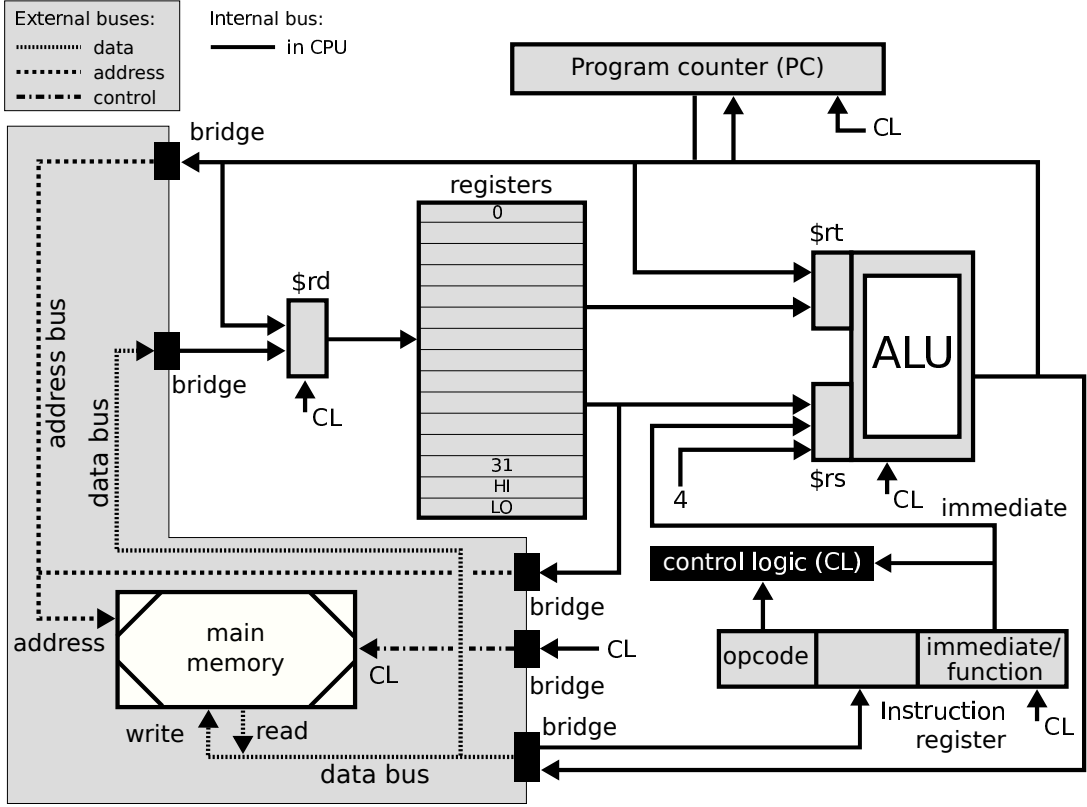 External buses:
data
address
control
Internal bus:
in CPU
Program counter (PC)
CL
bridge
registers
0
31
HI
LO
$rd
CL
bridge
address bus
data bus
$rt
ALU
$rs
CL
4
immediate
control logic (CL)
bridge
address
main
memory
CL
CL
bridge
opcode
immediate/
function
Instruction
register
CL
write
read
bridge
data bus